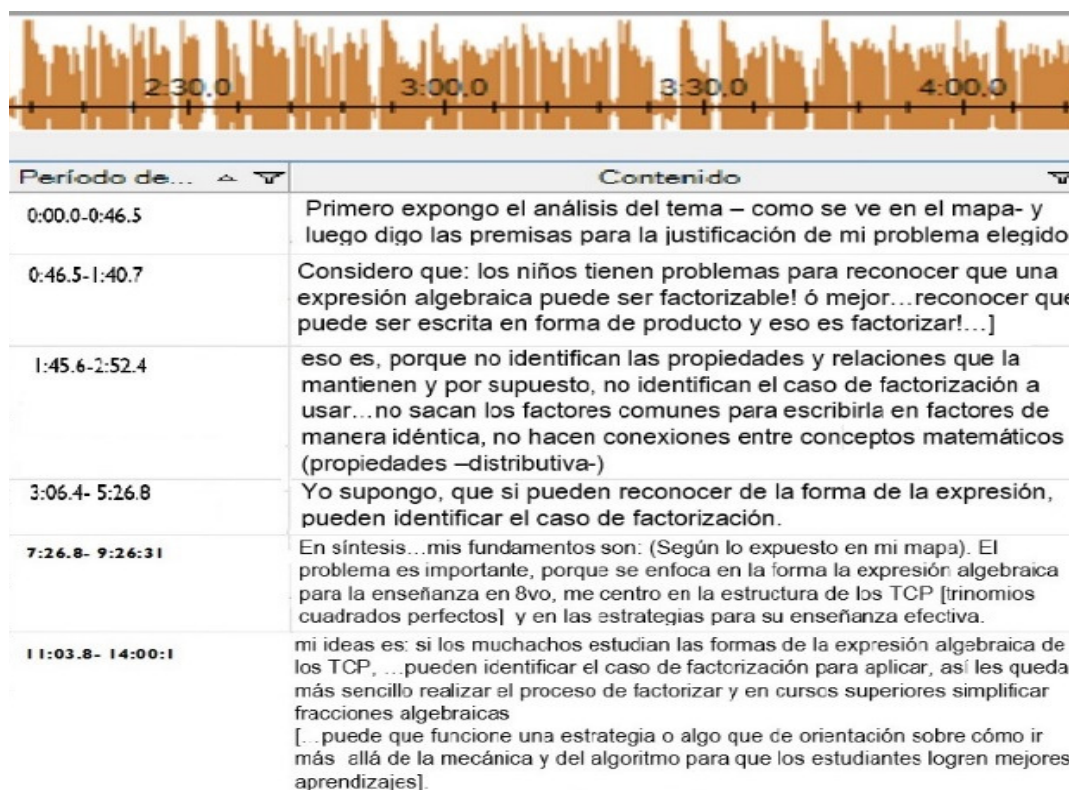 2:30.0 3:00.0 3:30.0 4:00.0
Período de... Contenido
0:00.0-0:46.5 Primero expongo el análisis del tema – como se ve en el mapa- y
luego digo las premisas para la justificación de mi problema elegido
0:46.5-1:40.7 Considero que: los niños tienen problemas para reconocer que una
expresión algebraica puede ser factorizable! ó mejor...reconocer que
puede ser escrita en forma de producto y eso es factorizar!...]
1:45.6-2:52.4 eso es, porque no identifican las propiedades y relaciones que la
mantienen y por supuesto, no identifican el caso de factorización a
usar...no sacan los factores comunes para escribirla en factores de
manera idéntica, no hacen conexiones entre conceptos matemáticos
(propiedades –distributiva-)
3:06.4- 5:26.8 Yo supongo, que si pueden reconocer de la forma de la expresión,
pueden identificar el caso de factorización.
7:26.8- 9:26:31 En síntesis...mis fundamentos son: (Según lo expuesto en mi mapa). El
problema es importante, porque se enfoca en la forma la expresión algebraica
para la enseñanza en 8vo, me centro en la estructura de los TCP [trinomios
cuadrados perfectos] y en las estrategias para su enseñanza efectiva.
11:03.8- 14:00:1 mi ideas es: si los muchachos estudian las formas de la expresión algebraica de
los TCP, ...pueden identificar el caso de factorización para aplicar, así les queda
más sencillo realizar el proceso de factorizar y en cursos superiores simplificar
fracciones algebraicas
[...puede que funcione una estrategia o algo que de orientación sobre cómo ir
más allá de la mecánica y del algoritmo para que los estudiantes logren mejores
aprendizajes].